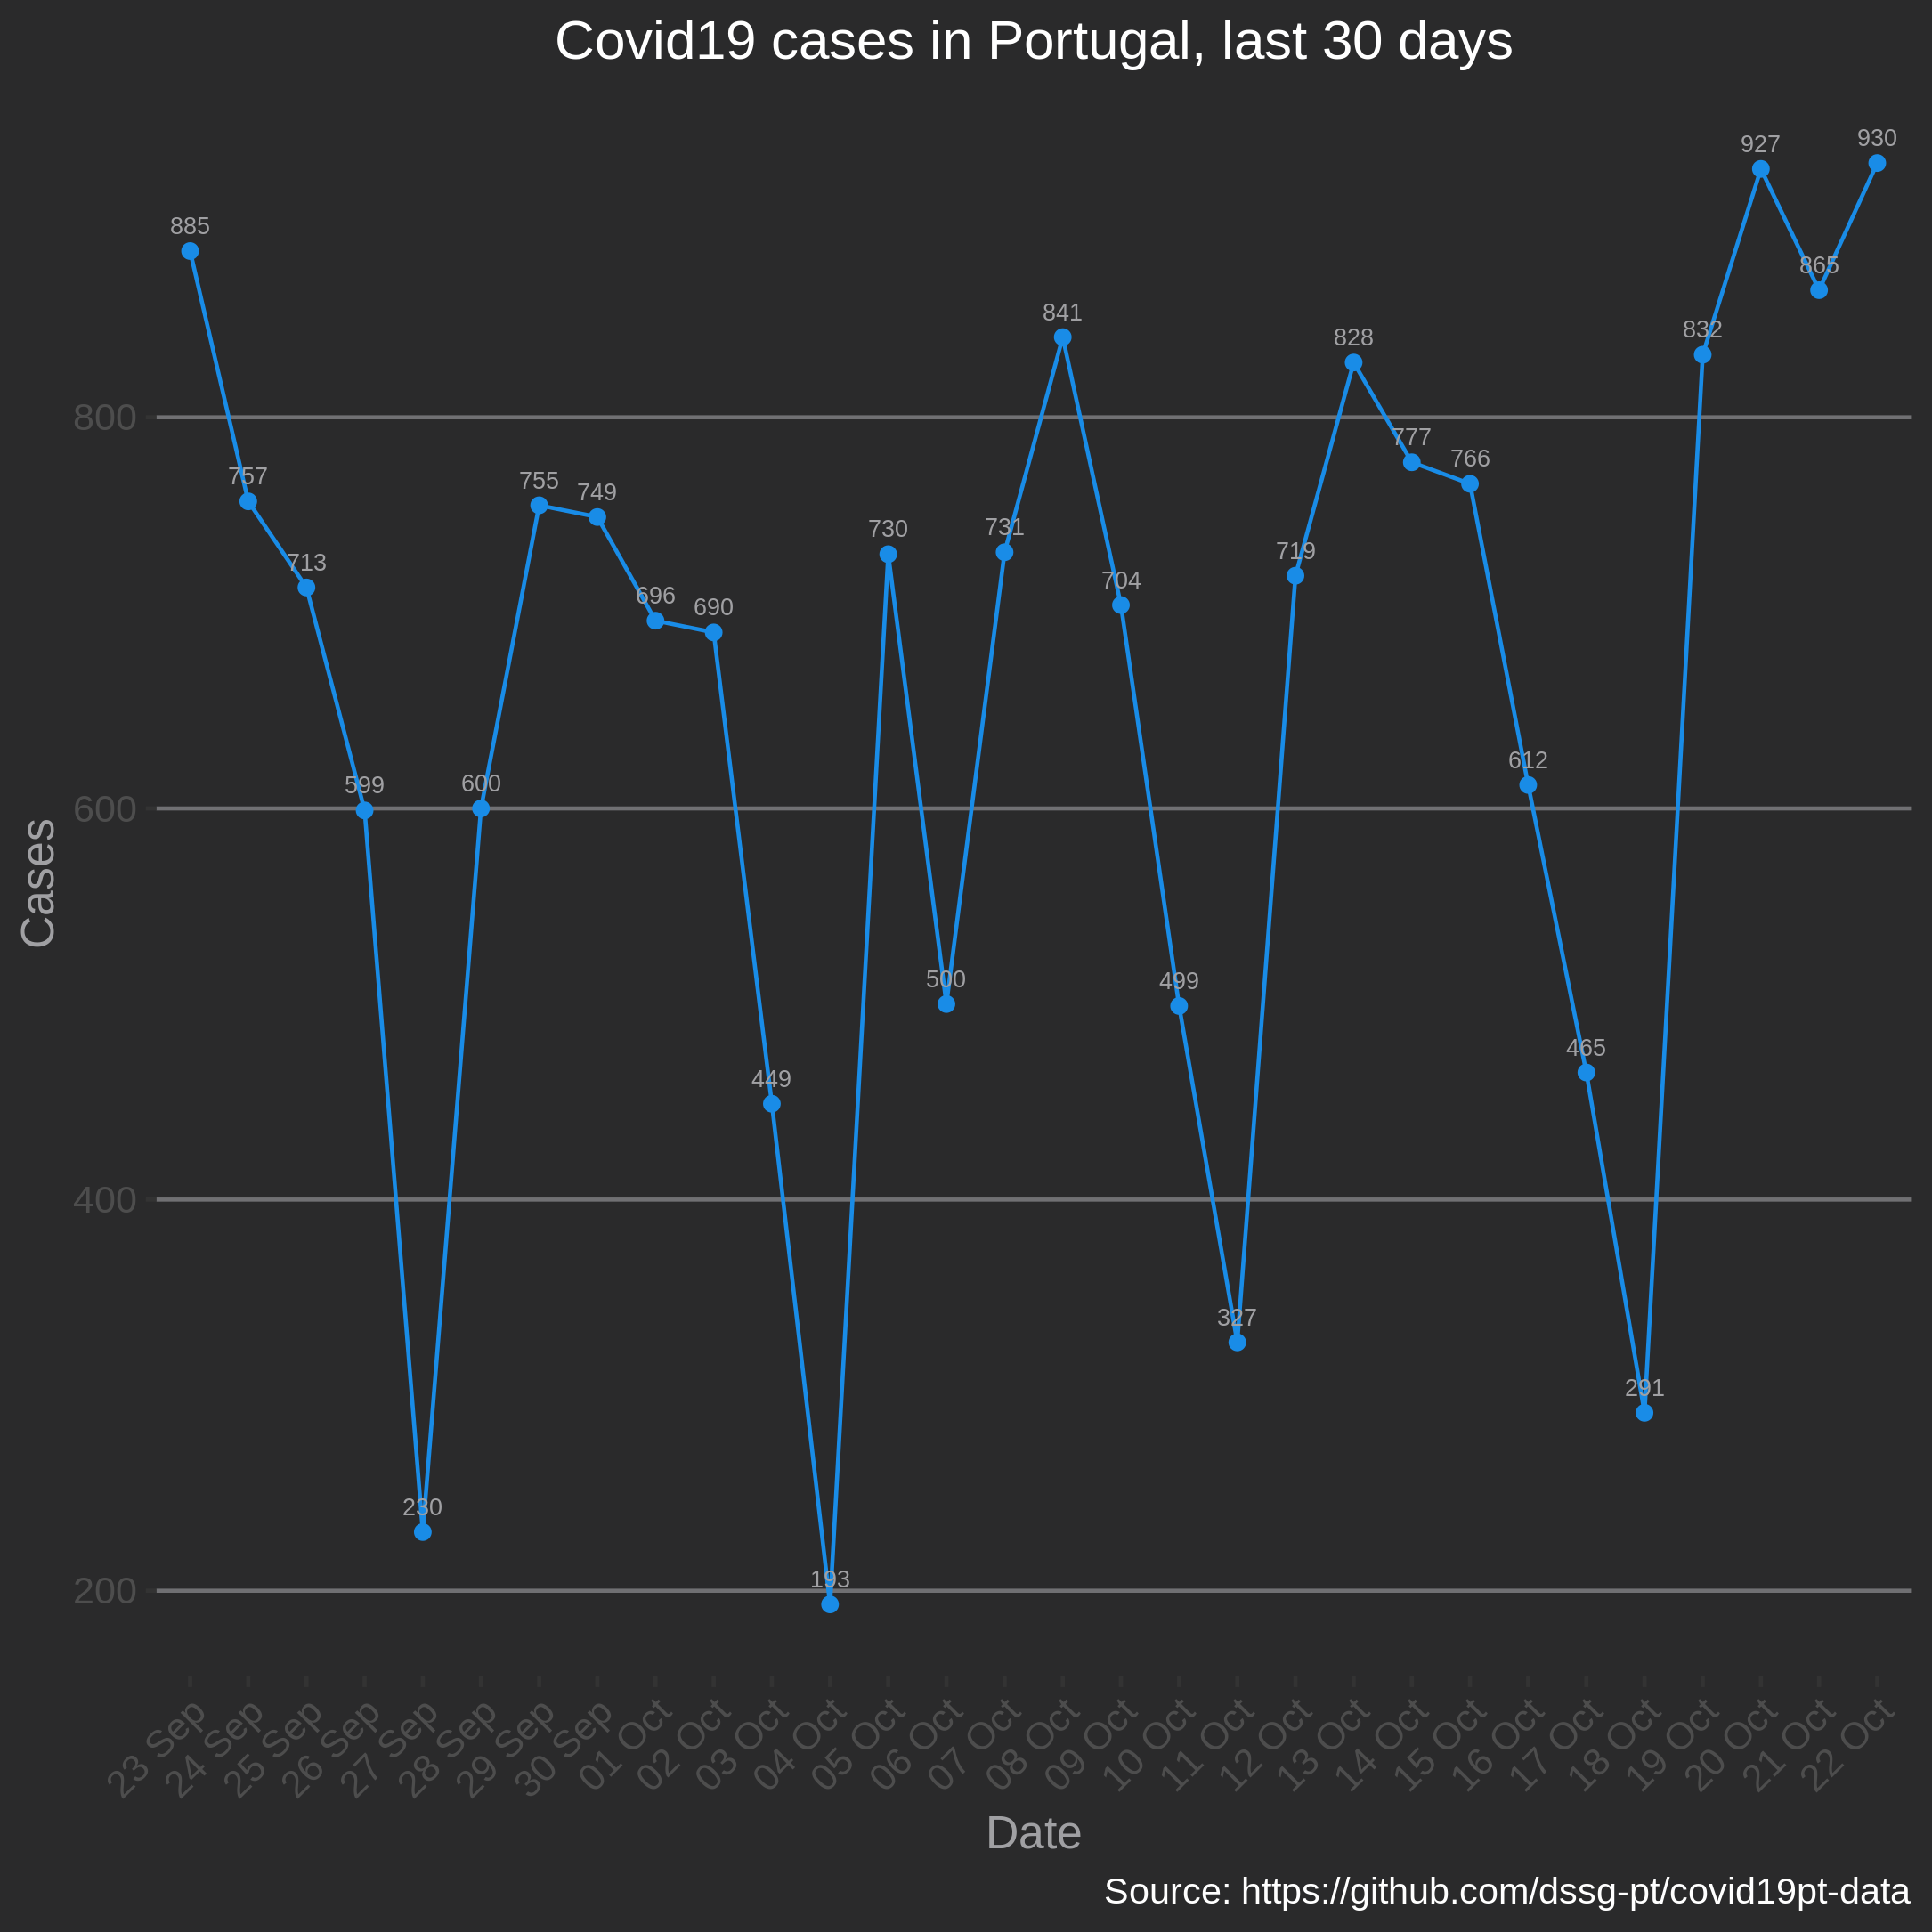 Covid19 cases in Portugal, last 30 days
930
927
885
865
841
832
828
800
777
757
766
755
749
731
730
719
713
704
696
690
612
599
600
600
500
499
465
449
400
327
291
230
193
200
Cases
23 Sep
24 Sep
25 Sep
26 Sep
27 Sep
28 Sep
29 Sep
30 Sep
01 Oct
02 Oct
03 Oct
04 Oct
05 Oct
06 Oct
07 Oct
08 Oct
09 Oct
10 Oct
11 Oct
12 Oct
13 Oct
14 Oct
15 Oct
16 Oct
17 Oct
18 Oct
19 Oct
20 Oct
21 Oct
22 Oct
Date
Source: https://github.com/dssg-pt/covid19pt-data